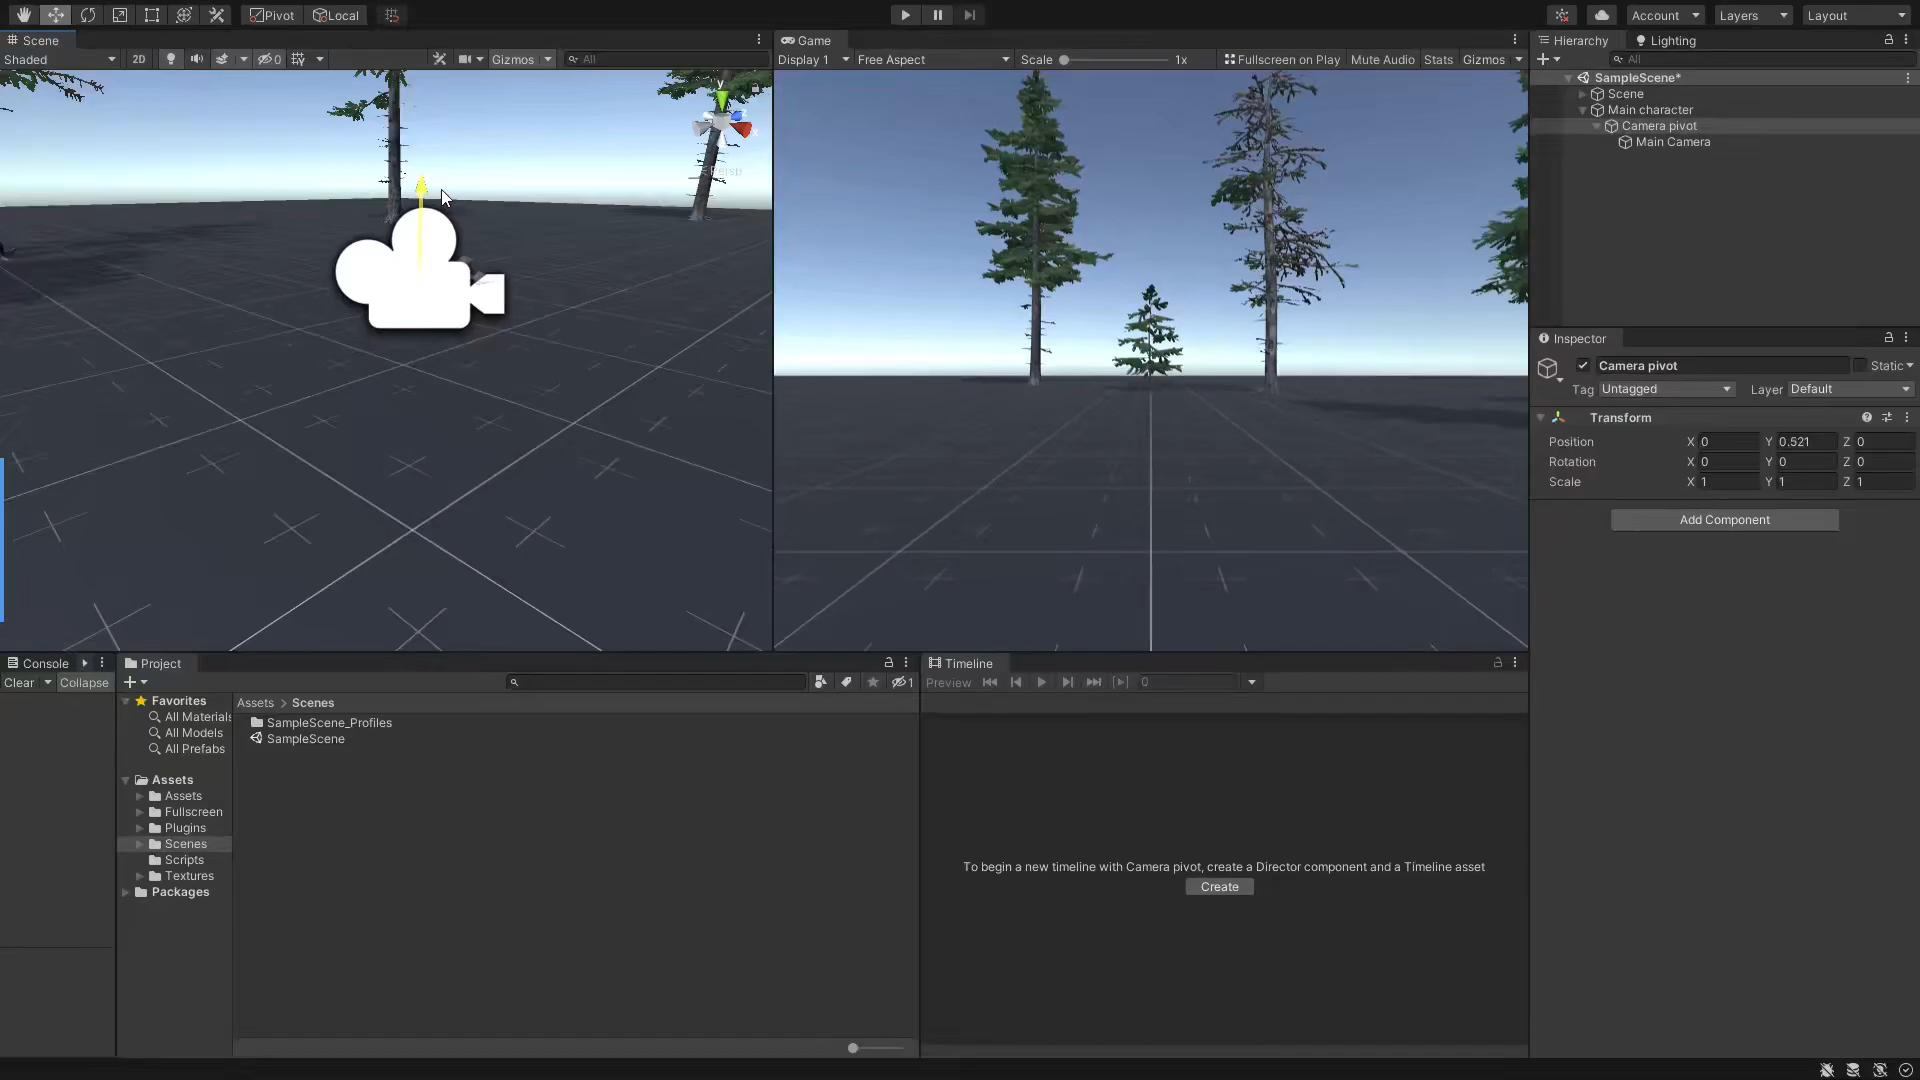 Pivot Local Account Layers Layout
Scene Game Hierarchy Lighting
Shaded 2D 0 Gizmos All Display 1 Free Aspect Scale 1x Fullscreen on Play Mute Audio Stats Gizmos All
SampleScene*
Scene
Main character
Camera pivot
Main Camera
y
x
Persp
Inspector
Camera pivot Static
Tag Untagged Layer Default
Transform
Position X 0 Y 0.521 Z 0
Rotation X 0 Y 0 Z 0
Scale X 1 Y 1 Z 1
Add Component
Console Project Timeline
Clear Collapse 1 Preview 0
Favorites
All Materials
All Models
All Prefabs
Assets
Assets
Fullscreen
Plugins
Scenes
Scripts
Textures
Packages
Assets > Scenes
SampleScene_Profiles
SampleScene
To begin a new timeline with Camera pivot, create a Director component and a Timeline asset
Create